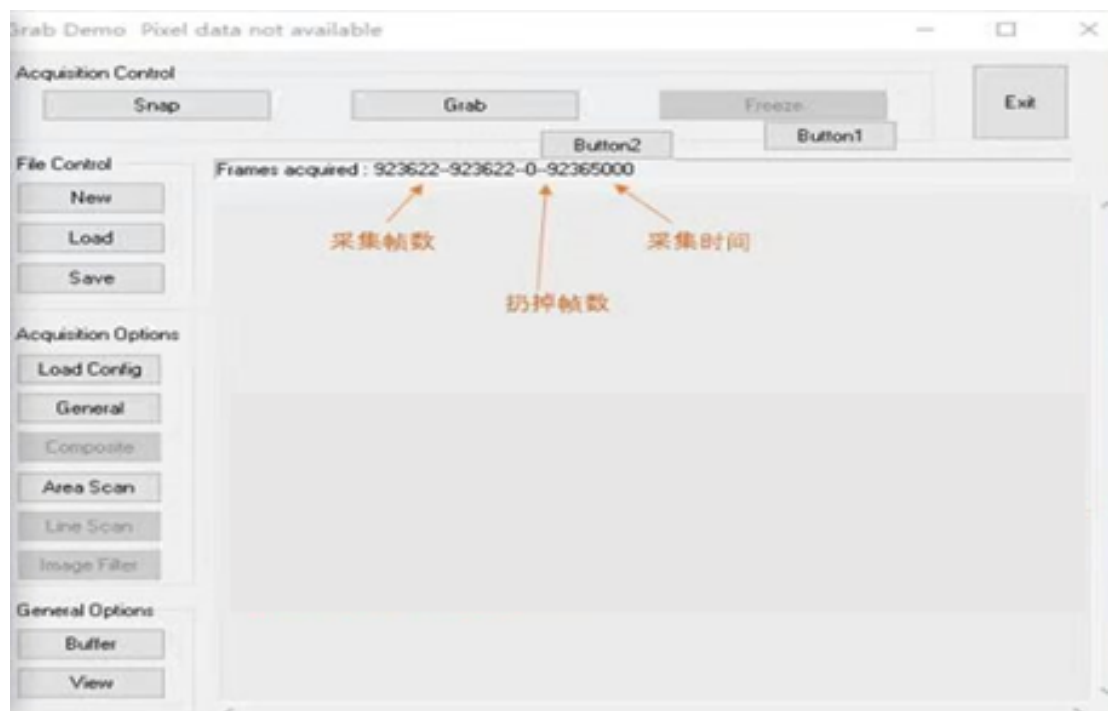 Grab Demo Pixel data not available
Acquisition Control
Snap
Grab
Freeze
Exit
Button2
Button1
File Control
Frames acquired : 923622--923622--0--92365000
New
Load
采集帧数
采集时间
Save
扔掉帧数
Acquisition Options
Load Config
General
Composite
Area Scan
Line Scan
Image Filter
General Options
Buffer
View